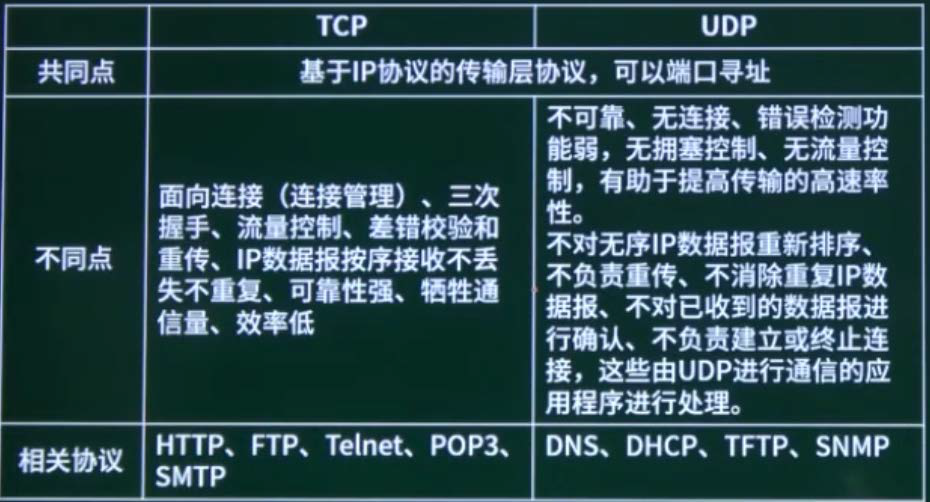 TCP
UDP
共同点
基于IP协议的传输层协议，可以端口寻址
不同点
面向连接（连接管理）、三次
握手、流量控制、差错校验和
重传、IP数据报按序接收不丢
失不重复、可靠性强、牺牲通
信量、效率低
不可靠、无连接、错误检测功
能弱，无拥塞控制、无流量控
制，有助于提高传输的高速率
性。
不对无序IP数据报重新排序、
不负责重传、不消除重复IP数
据报、不对已收到的数据报进
行确认、不负责建立或终止连
接，这些由UDP进行通信的应
用程序进行处理。
相关协议
HTTP、FTP、Telnet、POP3、
SMTP
DNS、DHCP、TFTP、SNMP